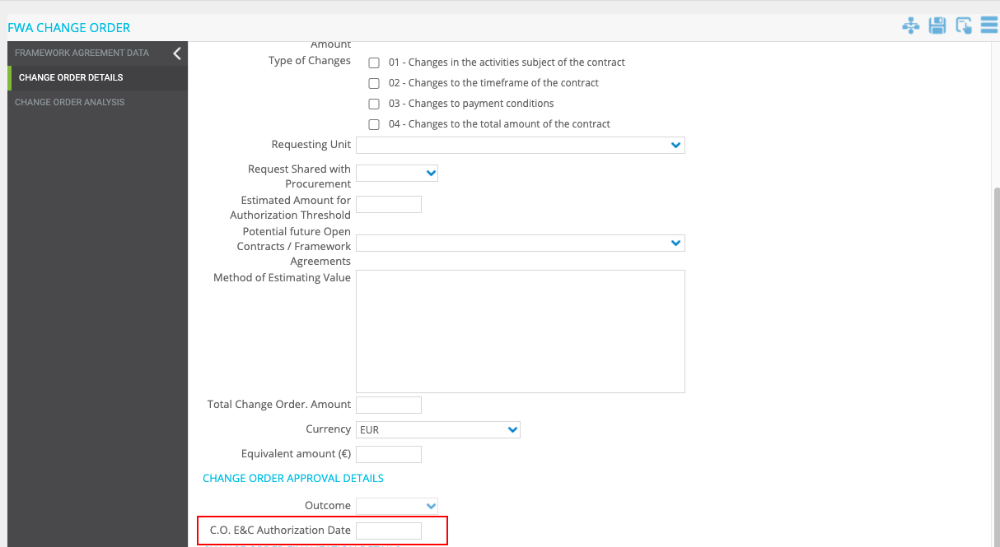 FWA CHANGE ORDER
FRAMEWORK AGREEMENT DATA
CHANGE ORDER DETAILS
CHANGE ORDER ANALYSIS
Amount
Type of Changes
01 - Changes in the activities subject of the contract
02 - Changes to the timeframe of the contract
03 - Changes to payment conditions
04 - Changes to the total amount of the contract
Requesting Unit
Request Shared with
Procurement
Estimated Amount for
Authorization Threshold
Potential future Open
Contracts / Framework
Agreements
Method of Estimating Value
Total Change Order. Amount
Currency EUR
Equivalent amount (€)
CHANGE ORDER APPROVAL DETAILS
Outcome
C.O. E&C Authorization Date